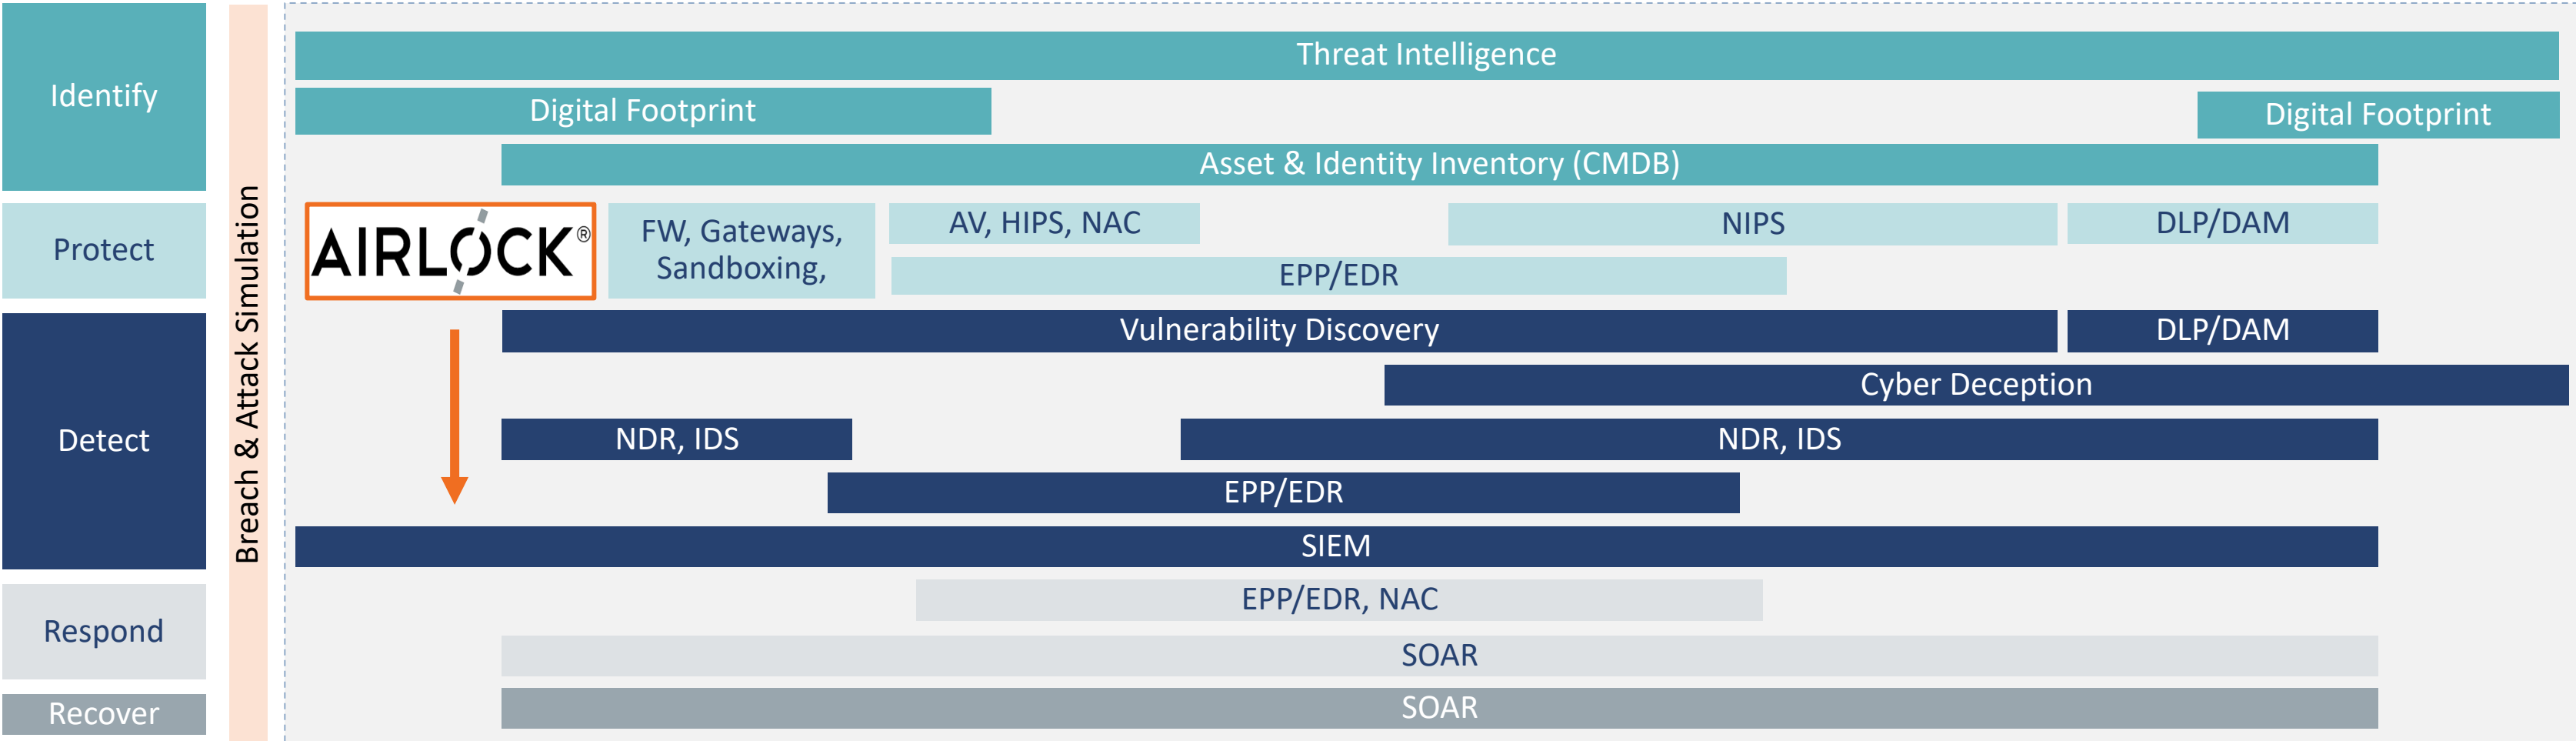 Identify
Threat Intelligence
Digital Footprint
Digital Footprint
Asset & Identity Inventory (CMDB)
Breach & Attack Simulation
Protect
AIRLOCK®
FW, Gateways,
Sandboxing,
AV, HIPS, NAC
NIPS
DLP/DAM
EPP/EDR
Detect
Vulnerability Discovery
DLP/DAM
Cyber Deception
NDR, IDS
NDR, IDS
EPP/EDR
SIEM
Respond
EPP/EDR, NAC
SOAR
Recover
SOAR